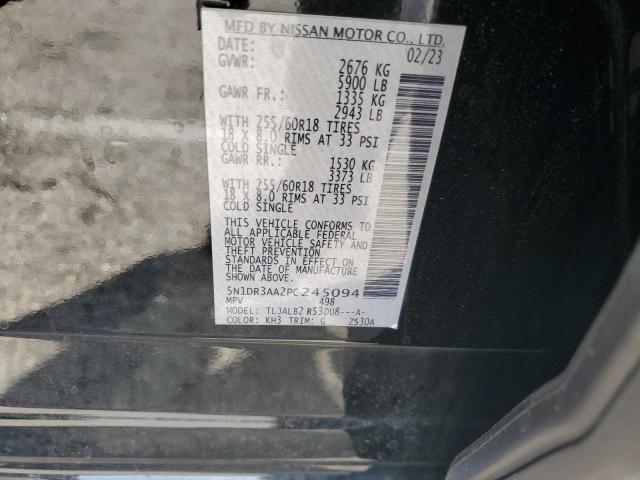 MFD BY NISSAN MOTOR CO., LTD.
DATE: 02/23
GVWR: 2676 KG
5900 LB
GAWR FR.: 1335 KG
2943 LB
WITH 255/60R18 TIRES
18 X 8.0 RIMS AT 33 PSI
COLD SINGLE
GAWR RR.: 1530 KG
3373 LB
WITH 255/60R18 TIRES
18 X 8.0 RIMS AT 33 PSI
COLD SINGLE
THIS VEHICLE CONFORMS TO
ALL APPLICABLE FEDERAL
MOTOR VEHICLE SAFETY AND
THEFT PREVENTION
STANDARDS IN EFFECT ON
THE DATE OF MANUFACTURE
SHOWN ABOVE.
5N1DR3AA2PC245094
MPV 498
MODEL: TLJALB2 R53DU8---A-
COLOR: KH3 TRIM: G ZS30A